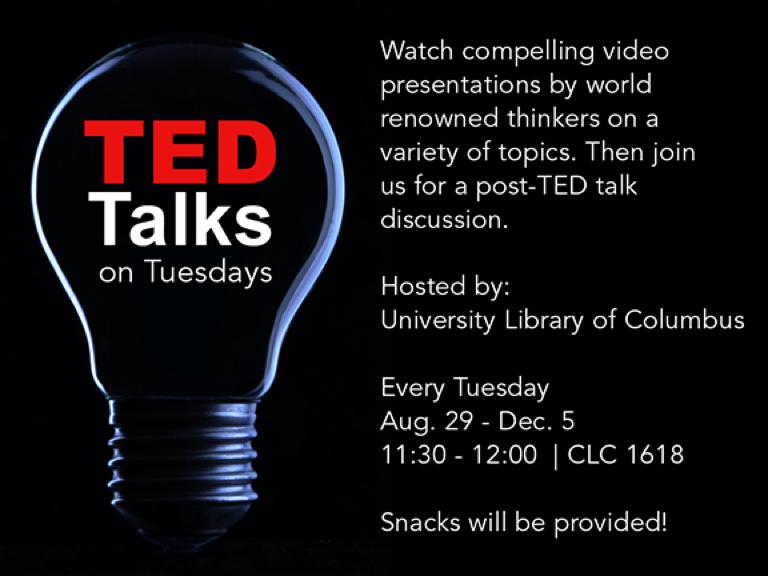 TED
Talks
on Tuesdays
Watch compelling video
presentations by world
renowned thinkers on a
variety of topics. Then join
us for a post-TED talk
discussion.
Hosted by:
University Library of Columbus
Every Tuesday
Aug. 29 - Dec. 5
11:30 - 12:00 | CLC 1618
Snacks will be provided!